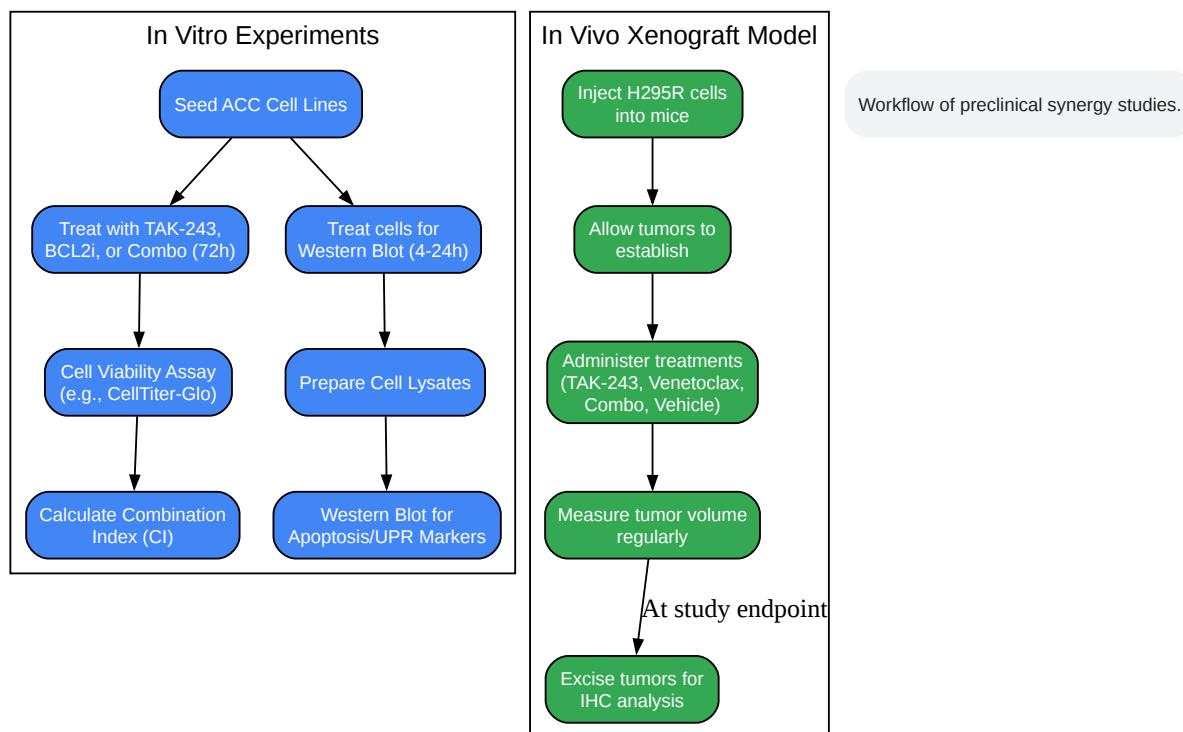 In Vitro Experiments
Seed ACC Cell Lines
Treat with TAK-243,
BCL2i, or Combo (72h)
Treat cells for
Western Blot (4-24h)
Cell Viability Assay
(e.g., CellTiter-Glo)
Prepare Cell Lysates
Calculate Combination
Index (CI)
Western Blot for
Apoptosis/UPR Markers
In Vivo Xenograft Model
Inject H295R cells
into mice
Allow tumors to
establish
Administer treatments
(TAK-243, Venetoclax,
Combo, Vehicle)
Measure tumor volume
regularly
At study endpoint
Excise tumors for
IHC analysis
Workflow of preclinical synergy studies.